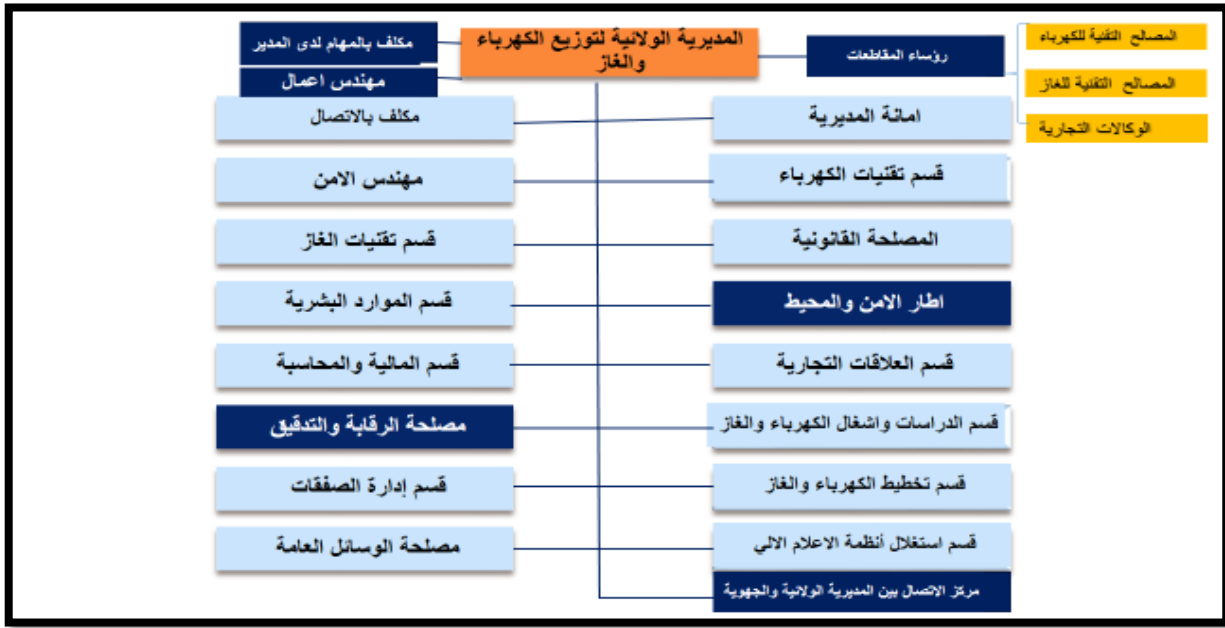 المصالح التقنية للكهرباء
المصالح التقنية للغاز
الوكالات التجارية
رؤساء المقاطعات
المديرية الولائية لتوزيع الكهرباء
والغاز
مكلف بالمهام لدى المدير
مهندس اعمال
امانة المديرية
مكلف بالاتصال
قسم تقنيات الكهرباء
مهندس الامن
المصلحة القانونية
قسم تقنيات الغاز
اطار الامن والمحيط
قسم الموارد البشرية
قسم العلاقات التجارية
قسم المالية والمحاسبة
قسم الدراسات واشغال الكهرباء والغاز
مصلحة الرقابة والتدقيق
قسم تخطيط الكهرباء والغاز
قسم إدارة الصفقات
قسم استغلال أنظمة الاعلام الالي
مصلحة الوسائل العامة
مركز الاتصال بين المديرية الولائية والجهوية